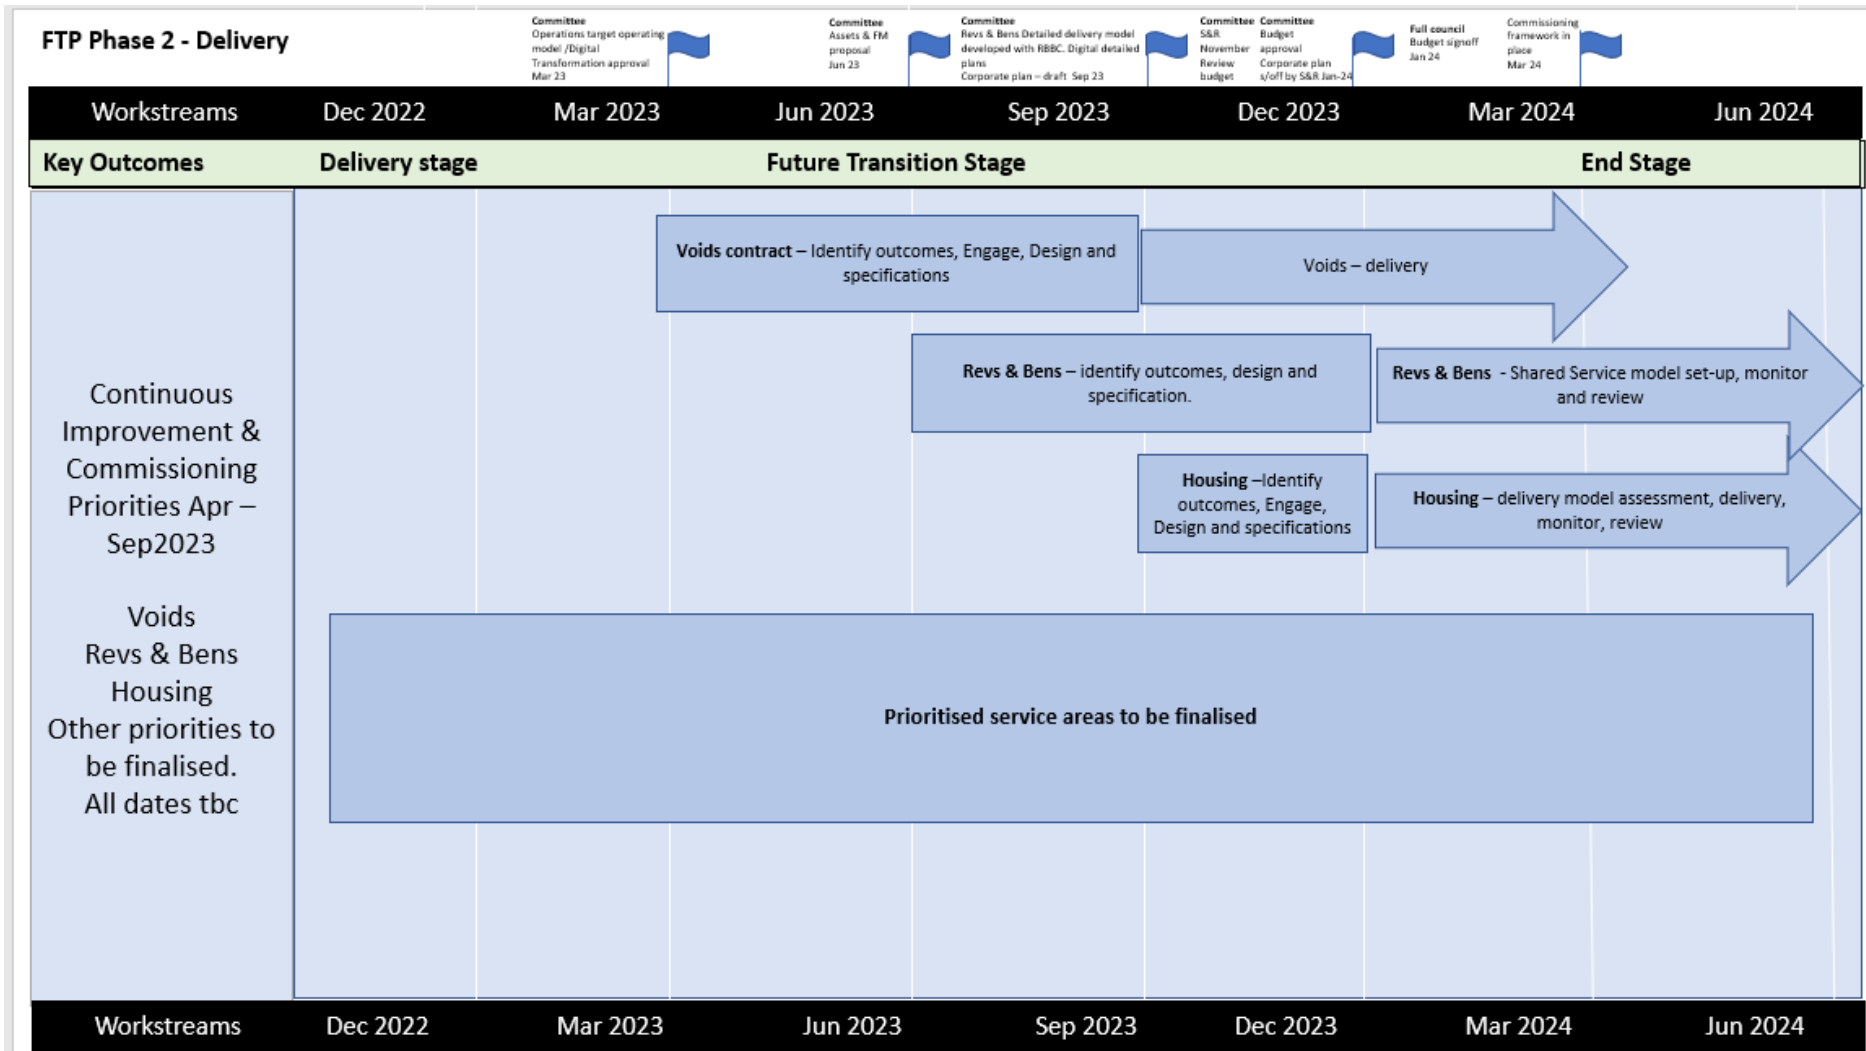 FTP Phase 2 - Delivery
Committee
Operations target operating
model /Digital
Transformation approval
Mar 23
Committee
Assets & FM
proposal
Jun 23
Committee
Revs & Bens Detailed delivery model
developed with RBBC. Digital detailed
plans
Corporate plan – draft Sep 23
Committee
S&R
November
Review
budget
Committee
Budget
approval
Corporate plan
s/off by S&R Jan-24
Full council
Budget signoff
Jan 24
Commissioning
framework in
place
Mar 24
Workstreams Dec 2022 Mar 2023 Jun 2023 Sep 2023 Dec 2023 Mar 2024 Jun 2024
Key Outcomes Delivery stage Future Transition Stage End Stage
Voids contract – Identify outcomes, Engage, Design and
specifications
Voids – delivery
Revs & Bens – identify outcomes, design and
specification.
Revs & Bens - Shared Service model set-up, monitor
and review
Housing –Identify
outcomes, Engage,
Design and specifications
Housing – delivery model assessment, delivery,
monitor, review
Continuous
Improvement &
Commissioning
Priorities Apr –
Sep2023
Voids
Revs & Bens
Housing
Other priorities to
be finalised.
All dates tbc
Prioritised service areas to be finalised
Workstreams Dec 2022 Mar 2023 Jun 2023 Sep 2023 Dec 2023 Mar 2024 Jun 2024